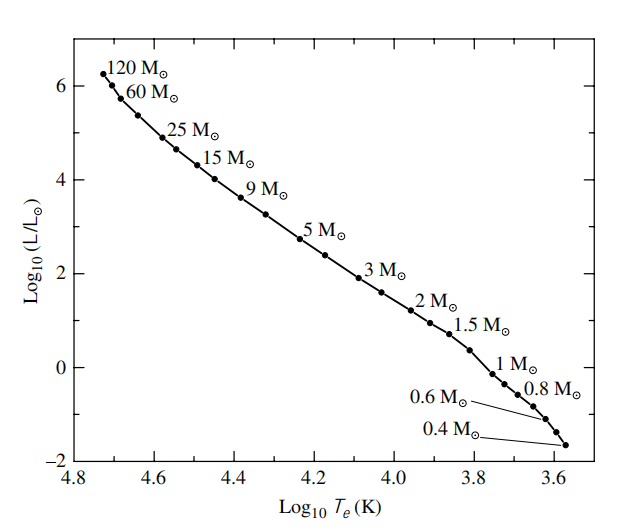 120 M⊙
6
60 M⊙
25 M⊙
15 M⊙
4
9 M⊙
Log₁₀ (L/L⊙)
5 M⊙
3 M⊙
2
2 M⊙
1.5 M⊙
0
1 M⊙
0.8 M⊙
0.6 M⊙
0.4 M⊙
–2
4.8 4.6 4.4 4.2 4.0 3.8 3.6
Log₁₀ Tₑ (K)